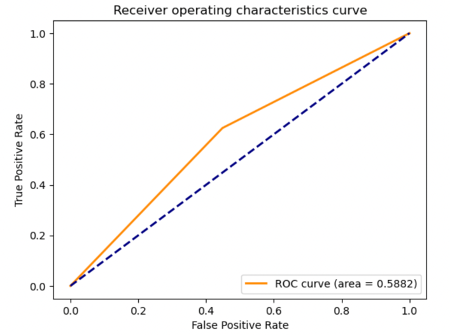 Receiver operating characteristics curve
True Positive Rate
1.0
0.8
0.6
0.4
0.2
0.0
ROC curve (area = 0.5882)
0.0 0.2 0.4 0.6 0.8 1.0
False Positive Rate